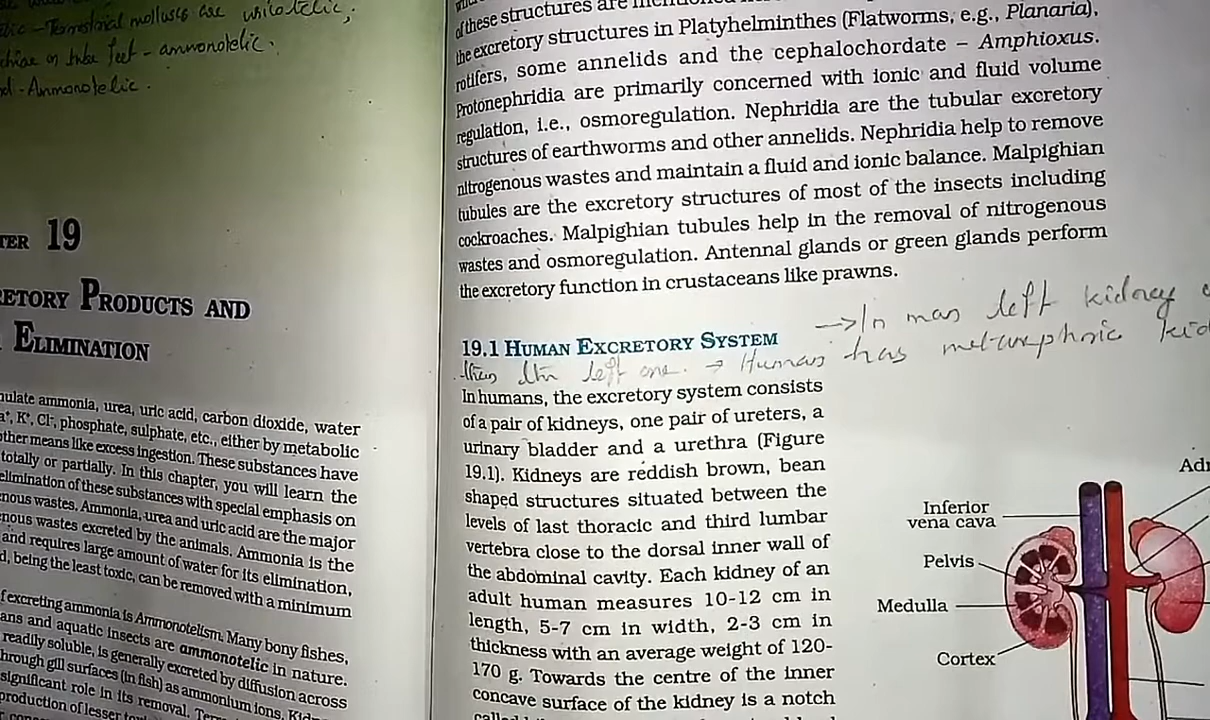 - Terrestrial molluscs are uricotelic;
on tube feet - ammonotelic.
- Ammonotelic.
TER 19
ETORY PRODUCTS AND
ELIMINATION
ulate ammonia, urea, uric acid, carbon dioxide, water
K⁺, Cl⁻, phosphate, sulphate, etc., either by metabolic
other means like excess ingestion. These substances have
totally or partially. In this chapter, you will learn the
elimination of these substances with special emphasis on
enous wastes. Ammonia, urea and uric acid are the major
enous wastes excreted by the animals. Ammonia is the
and requires large amount of water for its elimination,
d, being the least toxic, can be removed with a minimum
f excreting ammonia is Ammonotelism. Many bony fishes,
ans and aquatic insects are ammonotelic in nature.
readily soluble, is generally excreted by diffusion across
hrough gill surfaces (in fish) as ammonium ions.
significant role in its removal.
production of lesser
of these structures are
the excretory structures in Platyhelminthes (Flatworms, e.g., Planaria),
rotifers, some annelids and the cephalochordate – Amphioxus.
Protonephridia are primarily concerned with ionic and fluid volume
regulation, i.e., osmoregulation. Nephridia are the tubular excretory
structures of earthworms and other annelids. Nephridia help to remove
nitrogenous wastes and maintain a fluid and ionic balance. Malpighian
tubules are the excretory structures of most of the insects including
cockroaches. Malpighian tubules help in the removal of nitrogenous
wastes and osmoregulation. Antennal glands or green glands perform
the excretory function in crustaceans like prawns.
→ In man left kidney
19.1 HUMAN EXCRETORY SYSTEM
than the left one. → Humans has metanephric kid
In humans, the excretory system consists
of a pair of kidneys, one pair of ureters, a
urinary bladder and a urethra (Figure
19.1). Kidneys are reddish brown, bean
shaped structures situated between the
levels of last thoracic and third lumbar
vertebra close to the dorsal inner wall of
the abdominal cavity. Each kidney of an
adult human measures 10-12 cm in
length, 5-7 cm in width, 2-3 cm in
thickness with an average weight of 120-
170 g. Towards the centre of the inner
concave surface of the kidney is a notch
Adr
Inferior
vena cava
Pelvis
Medulla
Cortex